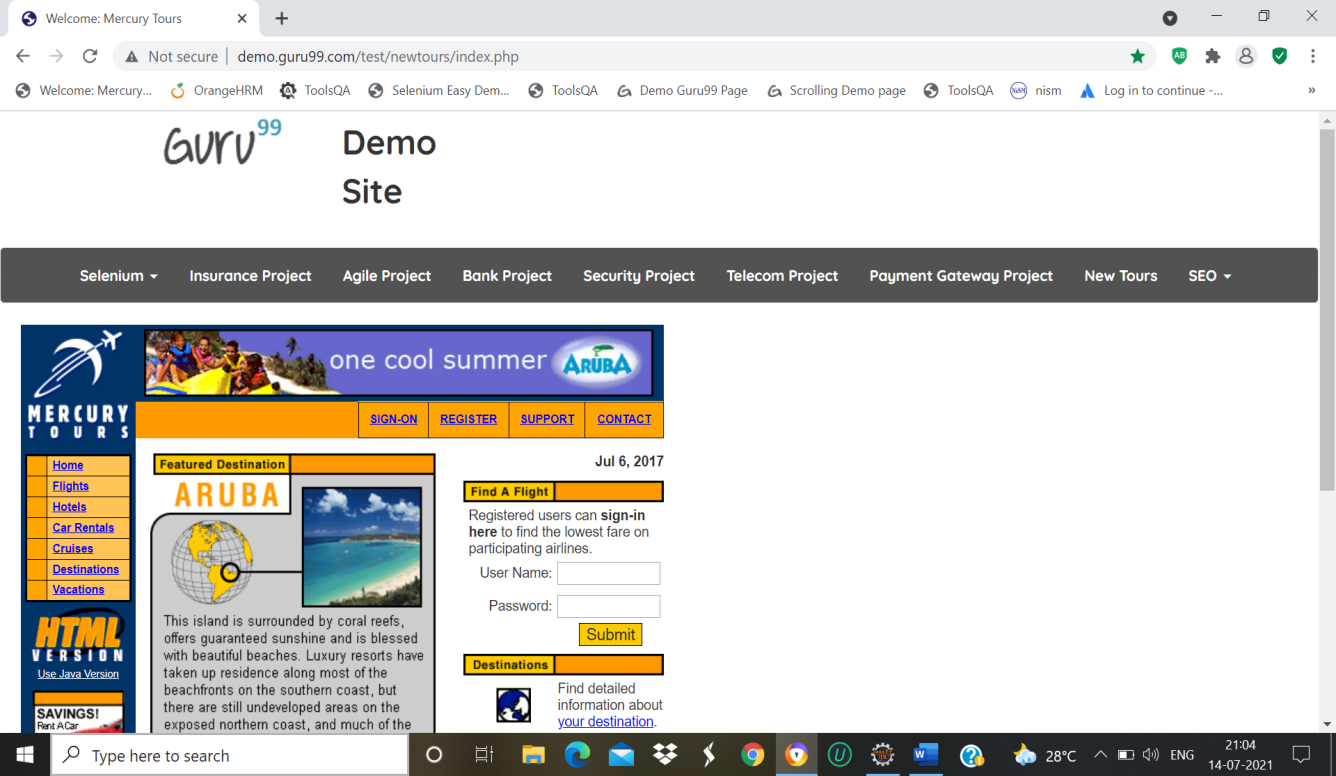 Welcome: Mercury Tours
Not secure | demo.guru99.com/test/newtours/index.php
Welcome: Mercury... OrangeHRM ToolsQA Selenium Easy Dem... ToolsQA Demo Guru99 Page Scrolling Demo page ToolsQA nism Log in to continue -... »
Guru99
Demo
Site
Selenium Insurance Project Agile Project Bank Project Security Project Telecom Project Payment Gateway Project New Tours SEO
one cool summer ARUBA
MERCURY
TOURS
SIGN-ON REGISTER SUPPORT CONTACT
Home
Flights
Hotels
Car Rentals
Cruises
Destinations
Vacations
HTML
VERSION
Use Java Version
SAVINGS!
Rent A Car
Featured Destination
ARUBA
This island is surrounded by coral reefs,
offers guaranteed sunshine and is blessed
with beautiful beaches. Luxury resorts have
taken up residence along most of the
beachfronts on the southern coast, but
there are still undeveloped areas on the
exposed northern coast, and much of the
Jul 6, 2017
Find A Flight
Registered users can sign-in
here to find the lowest fare on
participating airlines.
User Name:
Password:
Submit
Destinations
Find detailed
information about
your destination.
Type here to search
28°C
ENG
21:04
14-07-2021